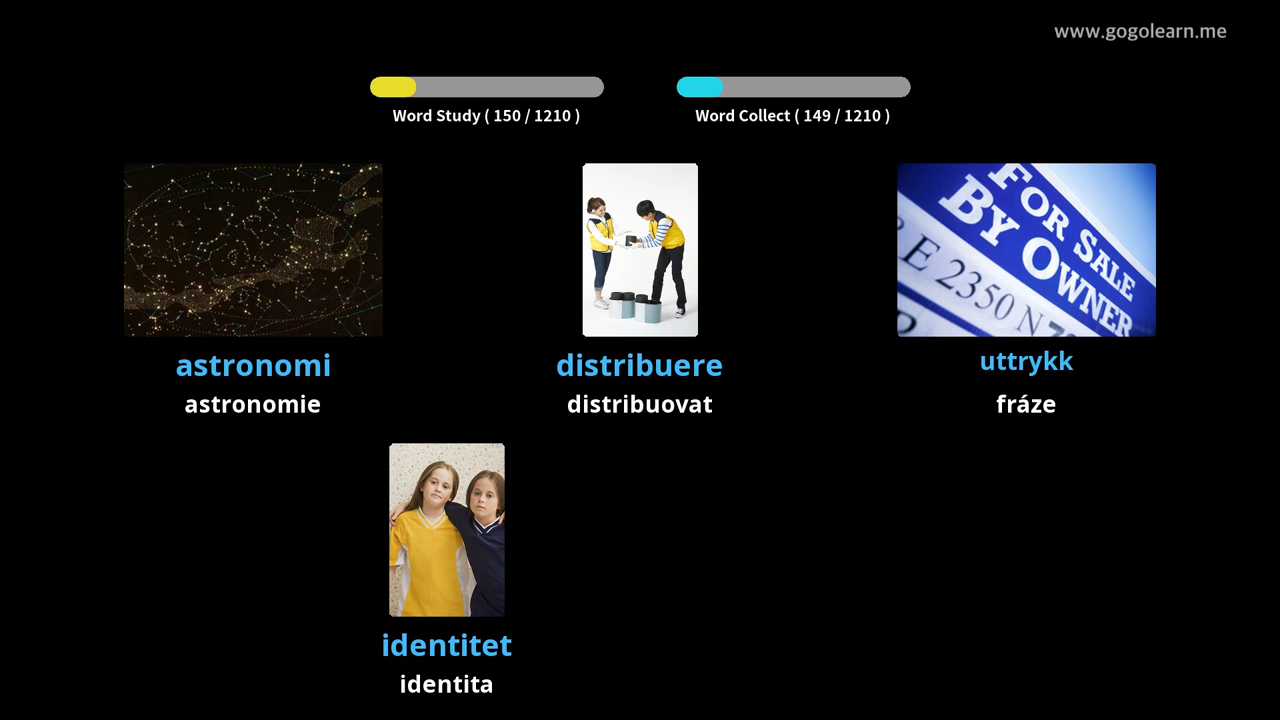 www.gogolearn.me
Word Study ( 150 / 1210 )
Word Collect ( 149 / 1210 )
FOR SALE
BY OWNER
E 2350 N
astronomi
astronomie
distribuere
distribuovat
uttrykk
fráze
identitet
identita